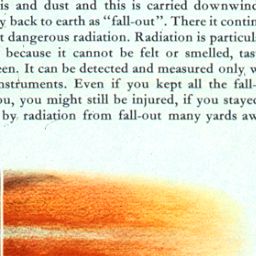 is and dust and this is carried downwind
y back to earth as “fall-out”. There it contin
t dangerous radiation. Radiation is particul
because it cannot be felt or smelled, tast
een. It can be detected and measured only w
nstruments. Even if you kept all the fall-
ou, you might still be injured, if you stayed
by radiation from fall-out many yards aw